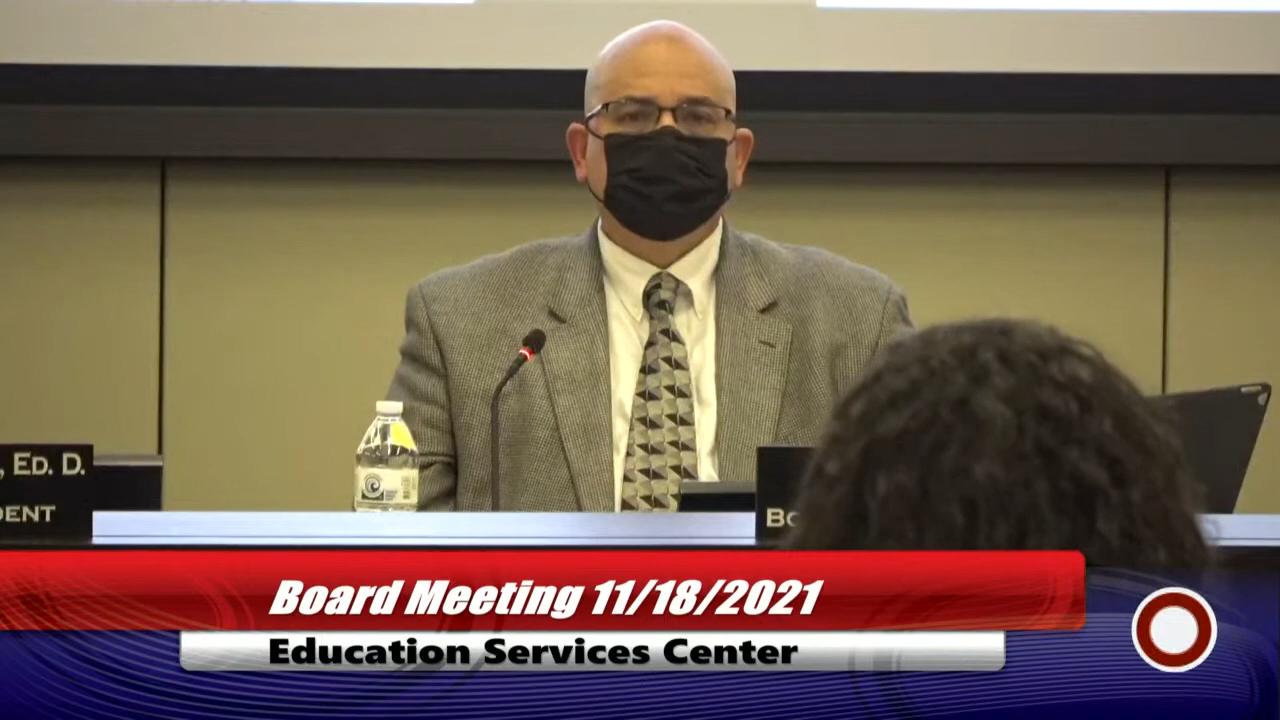 , Ed. D.
DENT
Bo
Board Meeting 11/18/2021
Education Services Center